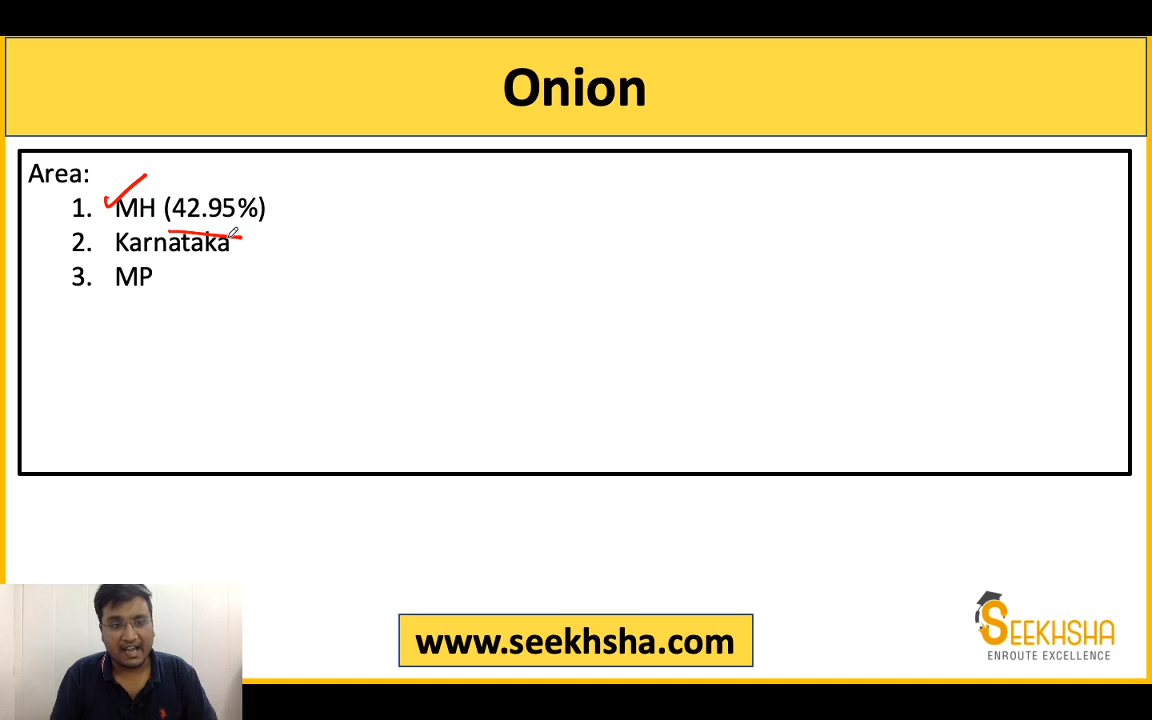 Onion
Area:
1. MH (42.95%)
2. Karnataka
3. MP
www.seekhsha.com
SEEKHSHA
ENROUTE EXCELLENCE